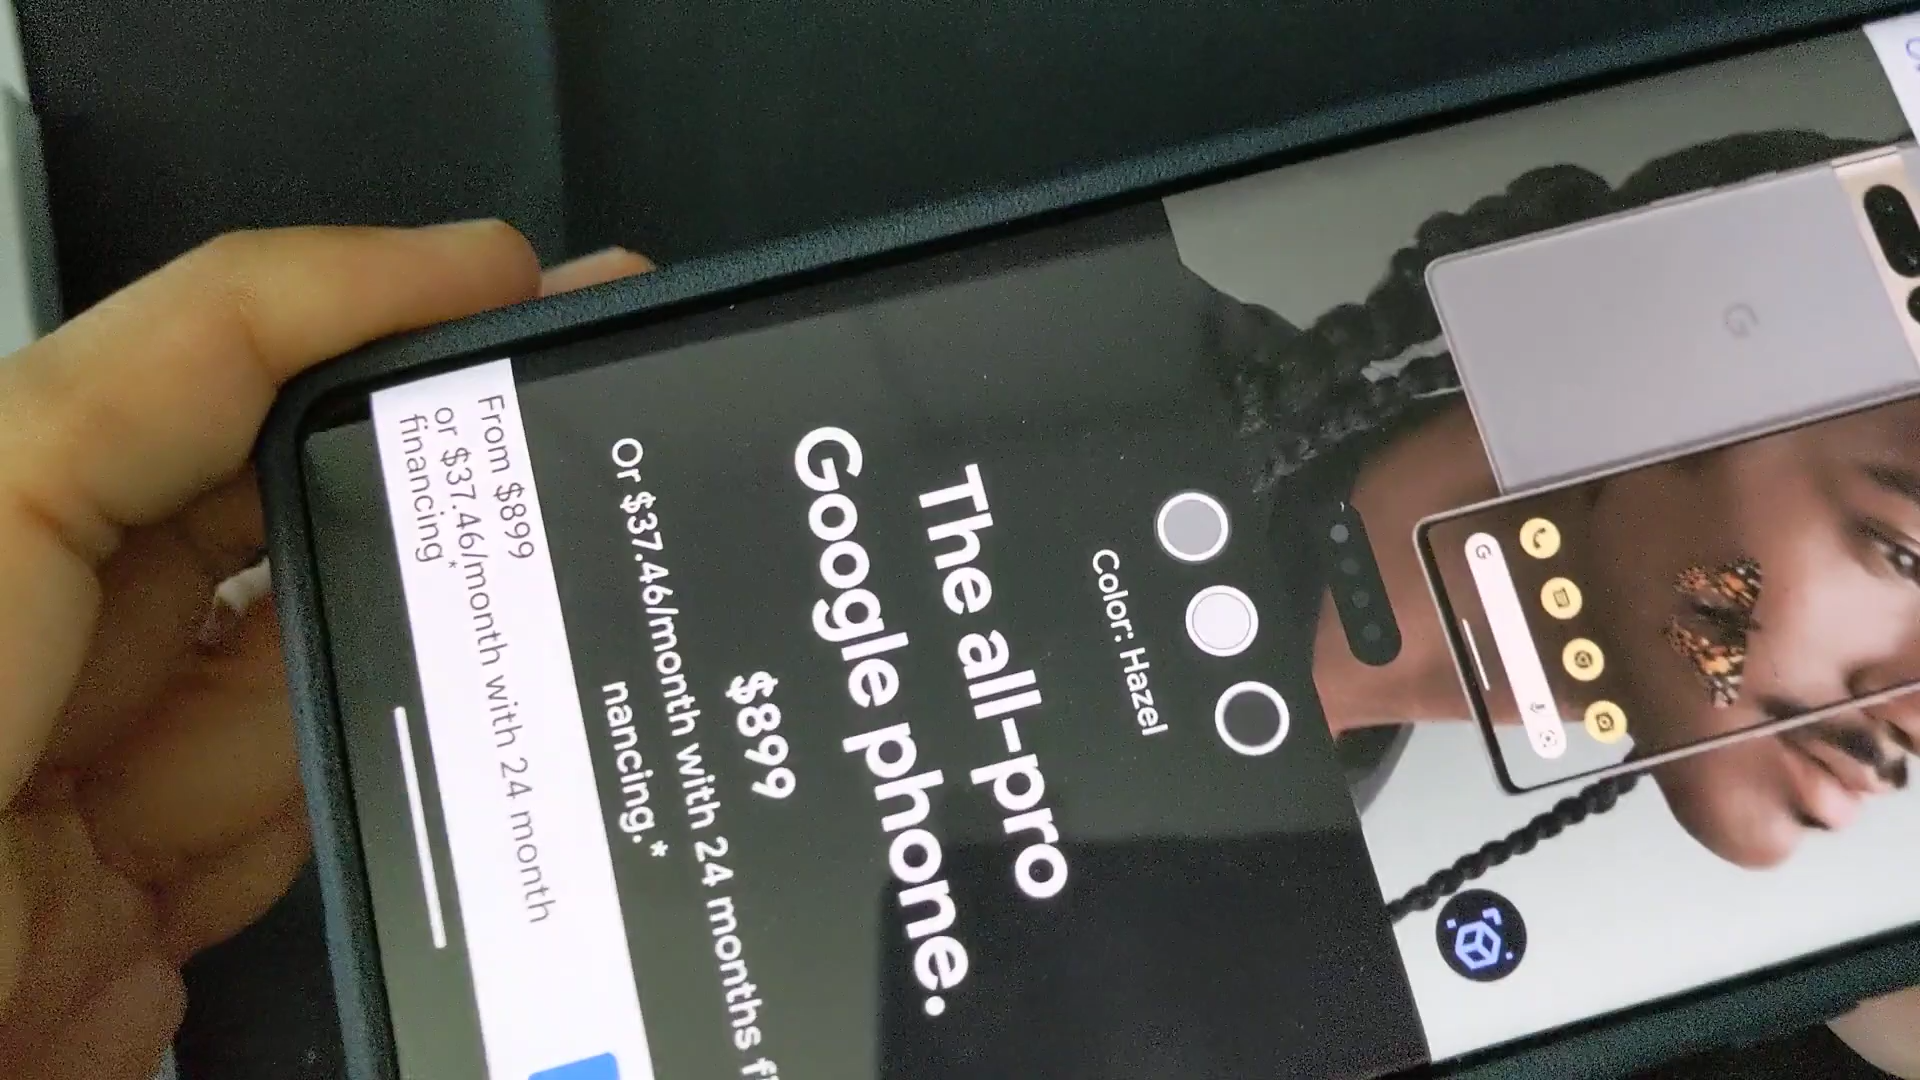 G
G
Color: Hazel
The all-pro
Google phone.
$899
Or $37.46/month with 24 months fi
nancing.*
From $899
or $37.46/month with 24 month
financing*